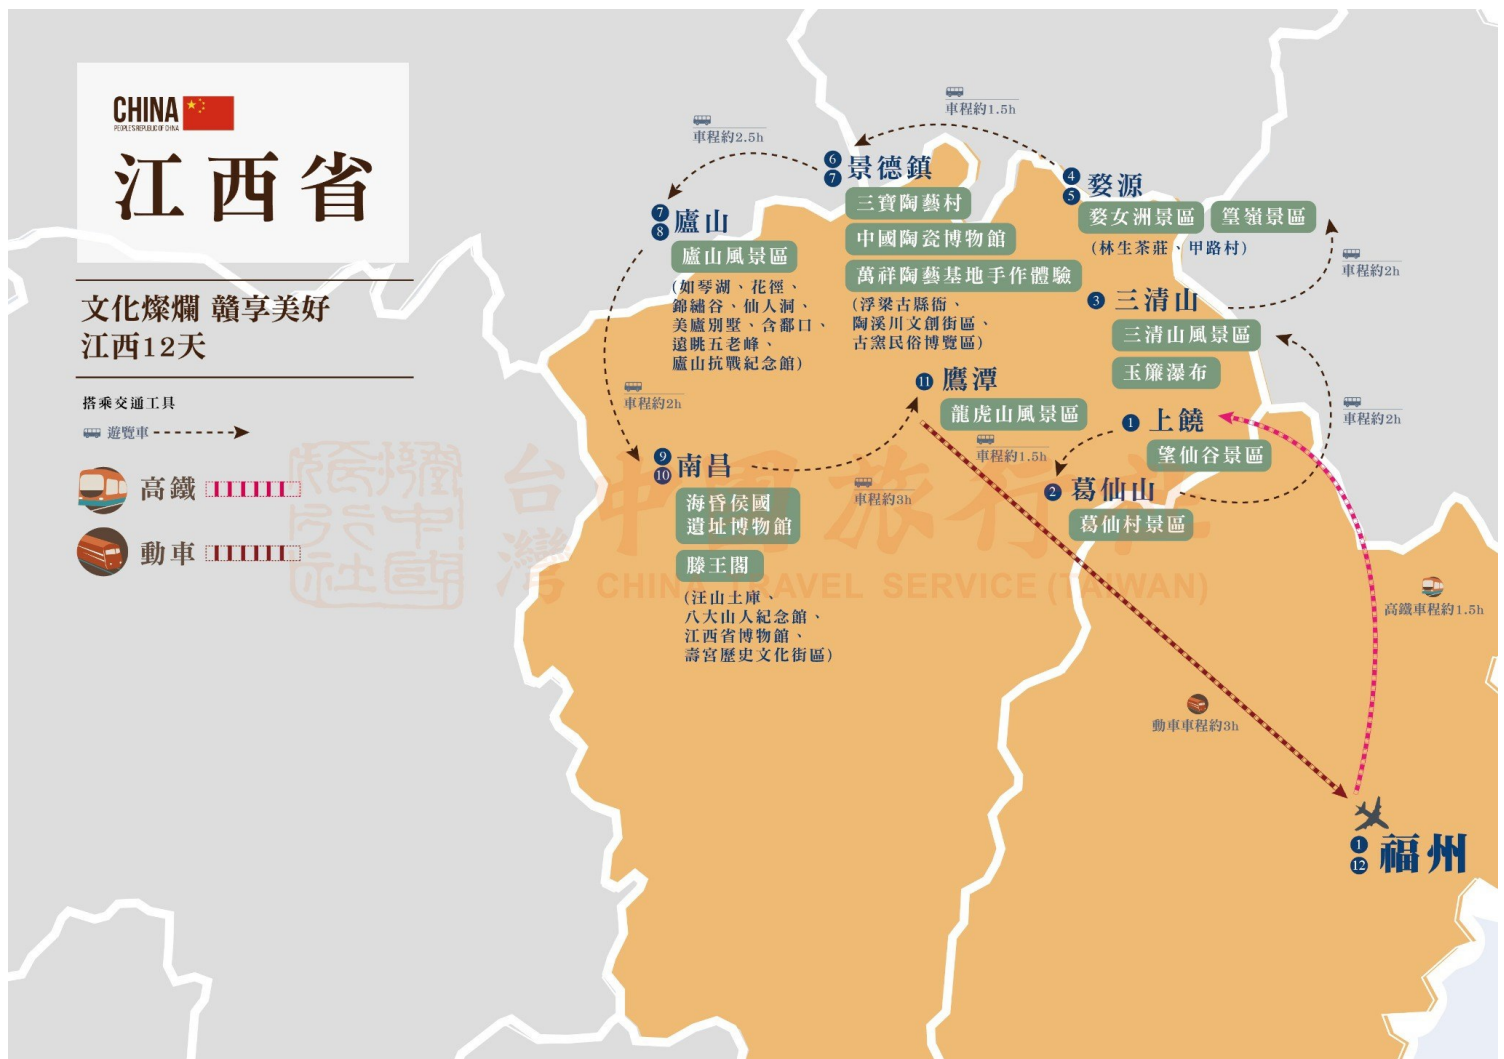 CHINA
PEOPLE'S REPUBLIC OF CHINA
江西省
文化燦爛 贛享美好
江西12天
搭乘交通工具
遊覽車
高鐵
動車
車程約1.5h
車程約2.5h
6
7
景德鎮
三寶陶藝村
中國陶瓷博物館
萬祥陶藝基地手作體驗
(浮梁古縣衙、
陶溪川文創街區、
古窯民俗博覽區)
4
5
婺源
婺女洲景區
篁嶺景區
(林生茶莊、甲路村)
車程約2h
7
8
廬山
廬山風景區
(如琴湖、花徑、
錦繡谷、仙人洞、
美廬別墅、含鄱口、
遠眺五老峰、
廬山抗戰紀念館)
3
三清山
三清山風景區
玉簾瀑布
車程約2h
車程約2h
11
鷹潭
龍虎山風景區
車程約1.5h
1
上饒
望仙谷景區
2
葛仙山
葛仙村景區
9
10
南昌
海昏侯國
遺址博物館
滕王閣
(汪山土庫、
八大山人紀念館、
江西省博物館、
壽宮歷史文化街區)
車程約3h
高鐵車程約1.5h
動車車程約3h
1
12
福州
台灣中國旅行社
CHINA TRAVEL SERVICE (TAIWAN)